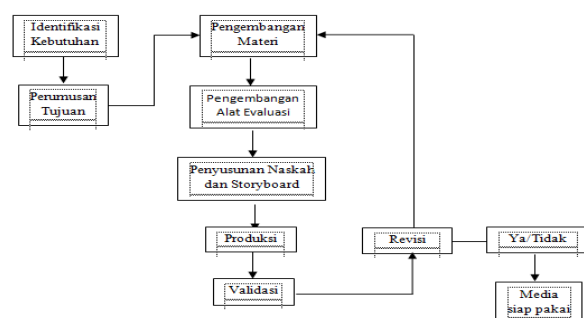 Identifikasi
Kebutuhan
Perumusan
Tujuan
Pengembangan
Materi
Pengembangan
Alat Evaluasi
Penyusunan Naskah
dan Storyboard
Produksi
Validasi
Revisi
Ya/Tidak
Media
siap pakai